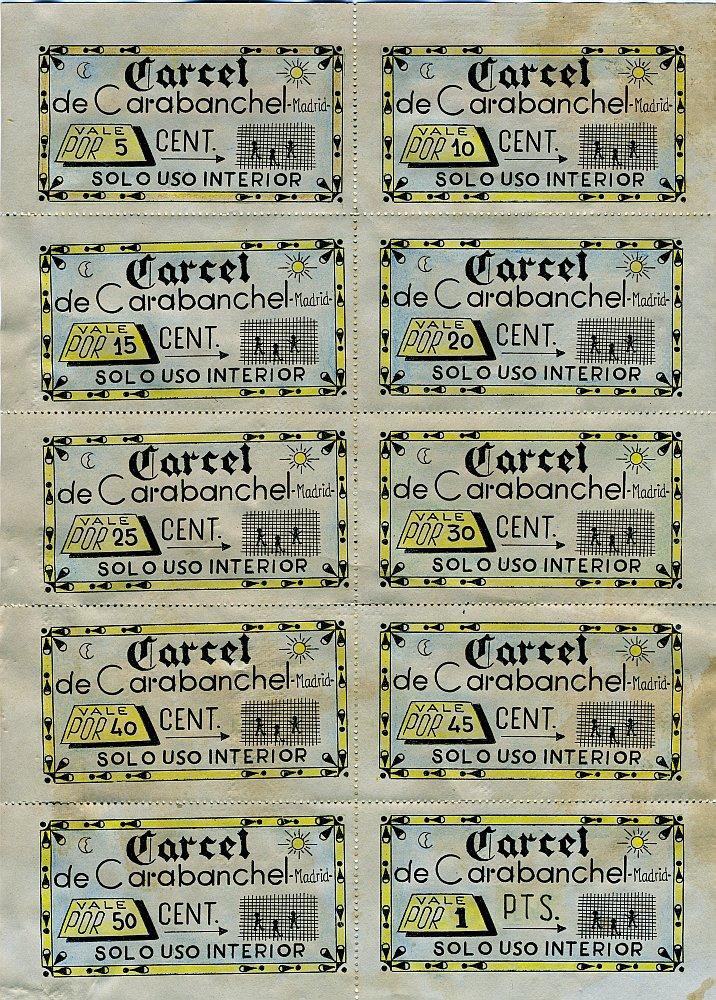 Carcel
de Carabanchel-Madrid-
VALE
POR 5 CENT.
SOLO USO INTERIOR
Carcel
de Carabanchel-Madrid-
VALE
POR 10 CENT.
SOLO USO INTERIOR
Carcel
de Carabanchel-Madrid-
VALE
POR 15 CENT.
SOLO USO INTERIOR
Carcel
de Carabanchel-Madrid-
VALE
POR 20 CENT.
SOLO USO INTERIOR
Carcel
de Carabanchel-Madrid-
VALE
POR 25 CENT.
SOLO USO INTERIOR
Carcel
de Carabanchel-Madrid-
VALE
POR 30 CENT.
SOLO USO INTERIOR
Carcel
de Carabanchel-Madrid-
VALE
POR 40 CENT.
SOLO USO INTERIOR
Carcel
de Carabanchel-Madrid-
VALE
POR 45 CENT.
SOLO USO INTERIOR
Carcel
de Carabanchel-Madrid-
VALE
POR 50 CENT.
SOLO USO INTERIOR
Carcel
de Carabanchel-Madrid-
VALE
POR 1 PTS.
SOLO USO INTERIOR